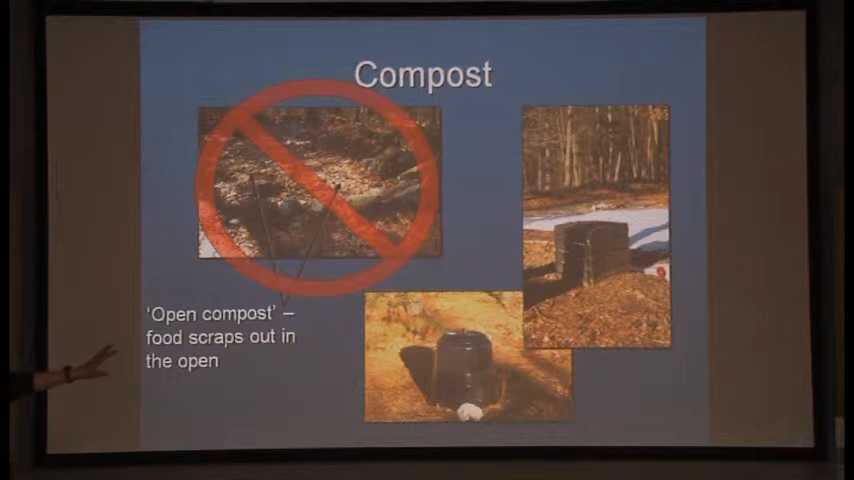 Compost
'Open compost' –
food scraps out in
the open